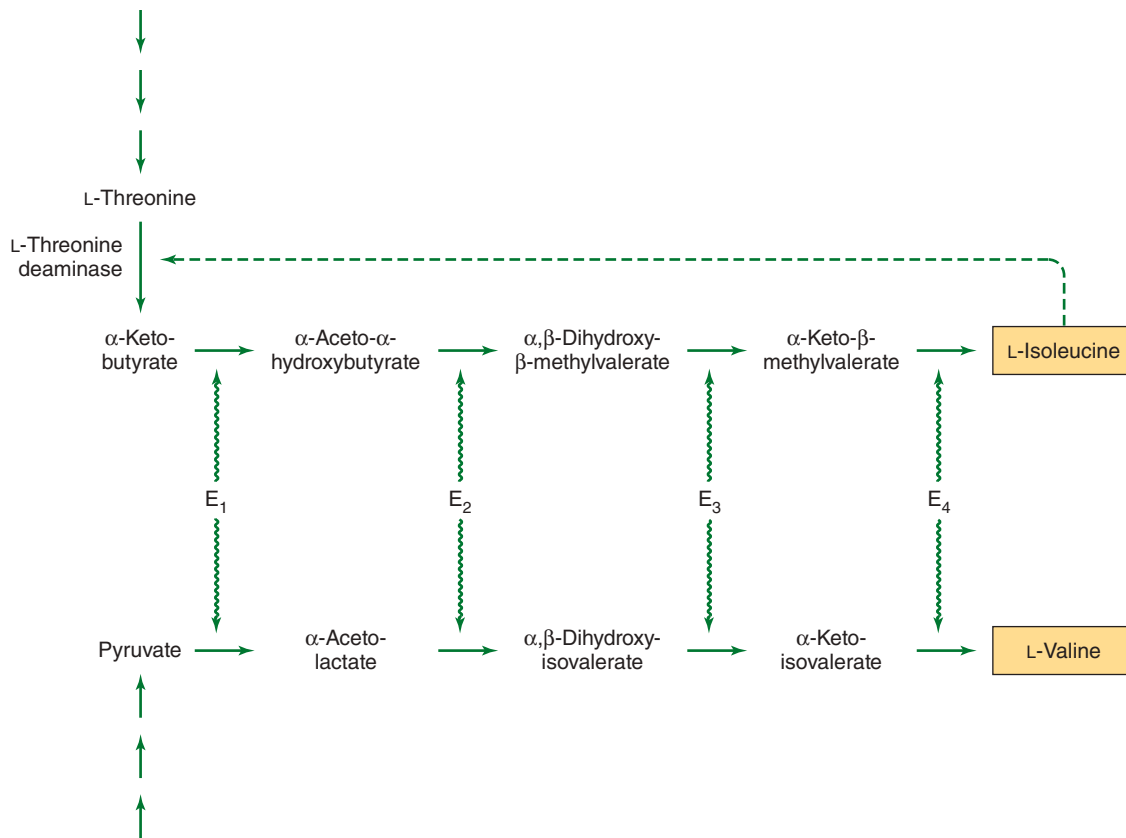 L-Threonine
L-Threonine
deaminase
α-Keto-
butyrate
α-Aceto-α-
hydroxybutyrate
α,β-Dihydroxy-
β-methylvalerate
α-Keto-β-
methylvalerate
L-Isoleucine
E1
E2
E3
E4
Pyruvate
α-Aceto-
lactate
α,β-Dihydroxy-
isovalerate
α-Keto-
isovalerate
L-Valine